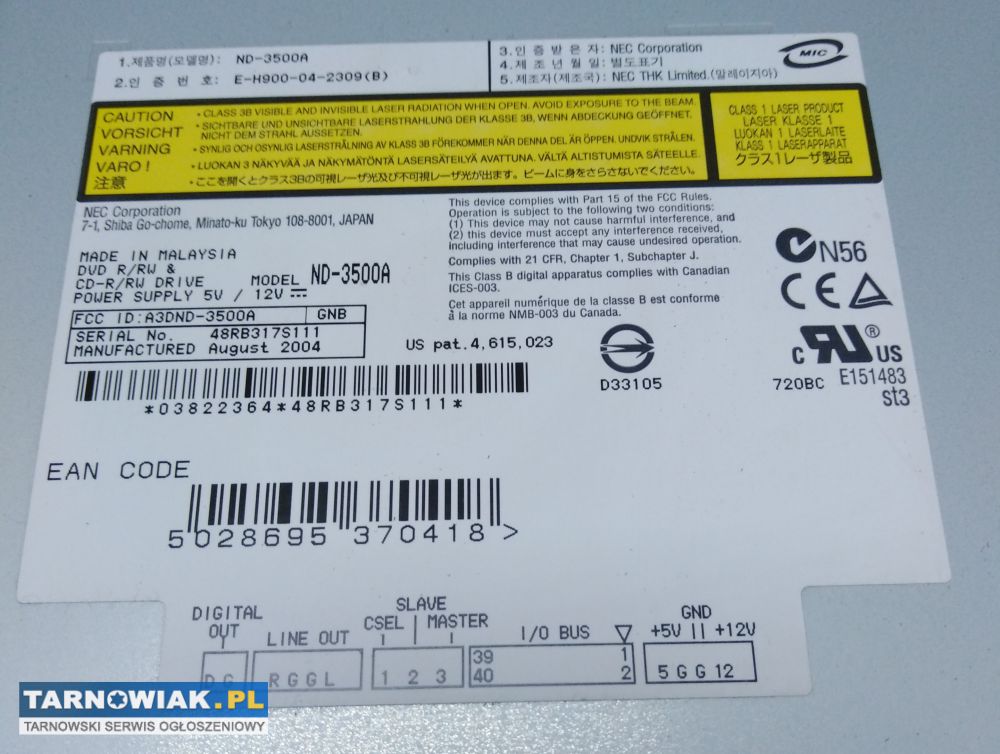 1.제품명(모델명): ND-3500A
2.인 증 번 호: E-H900-04-2309(B)
3.인 증 받 은 자: NEC Corporation
4.제 조 년 월 일: 별도표기
5.제조자(제조국): NEC THK Limited.(말레이지아)
MIC
CAUTION
VORSICHT
VARNING
VARO !
注意
• CLASS 3B VISIBLE AND INVISIBLE LASER RADIATION WHEN OPEN. AVOID EXPOSURE TO THE BEAM.
• SICHTBARE UND UNSICHTBARE LASERSTRAHLUNG DER KLASSE 3B, WENN ABDECKUNG GEÖFFNET.
NICHT DEM STRAHL AUSSETZEN.
• SYNLIG OCH OSYNLIG LASERSTRÅLNING AV KLASS 3B FÖREKOMMER NÄR DENNA DEL ÄR ÖPPEN. UNDVIK STRÅLEN.
• LUOKAN 3 NÄKYVÄÄ JA NÄKYMÄTÖNTÄ LASERSÄTEILYÄ AVATTUNA. VÄLTÄ ALTISTUMISTA SÄTEELLE.
• ここを開くとクラス3Bの可視レーザ光及び不可視レーザ光が出ます。ビームに身をさらさないでください。
CLASS 1 LASER PRODUCT
LASER KLASSE 1
LUOKAN 1 LASERLAITE
KLASS 1 LASERAPPARAT
クラス1レーザ製品
NEC Corporation
7-1, Shiba Go-chome, Minato-ku Tokyo 108-8001, JAPAN
MADE IN MALAYSIA
DVD R/RW &
CD-R/RW DRIVE MODEL ND-3500A
POWER SUPPLY 5V / 12V
FCC ID:A3DND-3500A GNB
SERIAL No. 48RB317S111
MANUFACTURED August 2004
This device complies with Part 15 of the FCC Rules.
Operation is subject to the following two conditions:
(1) This device may not cause harmful interference, and
(2) this device must accept any interference received,
including interference that may cause undesired operation.
Complies with 21 CFR, Chapter 1, Subchapter J.
This Class B digital apparatus complies with Canadian
ICES-003.
Cet appareil numérique de la classe B est conforme
à la norme NMB-003 du Canada.
US pat.4,615,023
D33105
N56
CE
c RU ® US
720BC E151483
st3
*03822364*48RB317S111*
EAN CODE
5028695 370418 >
DIGITAL
OUT
LINE OUT
SLAVE
CSEL MASTER
I/O BUS
GND
+5V +12V
D G
R G G L
1 2 3
39 1
40 2
5 G G 12
TARNOWIAK.PL
TARNOWSKI SERWIS OGŁOSZENIOWY